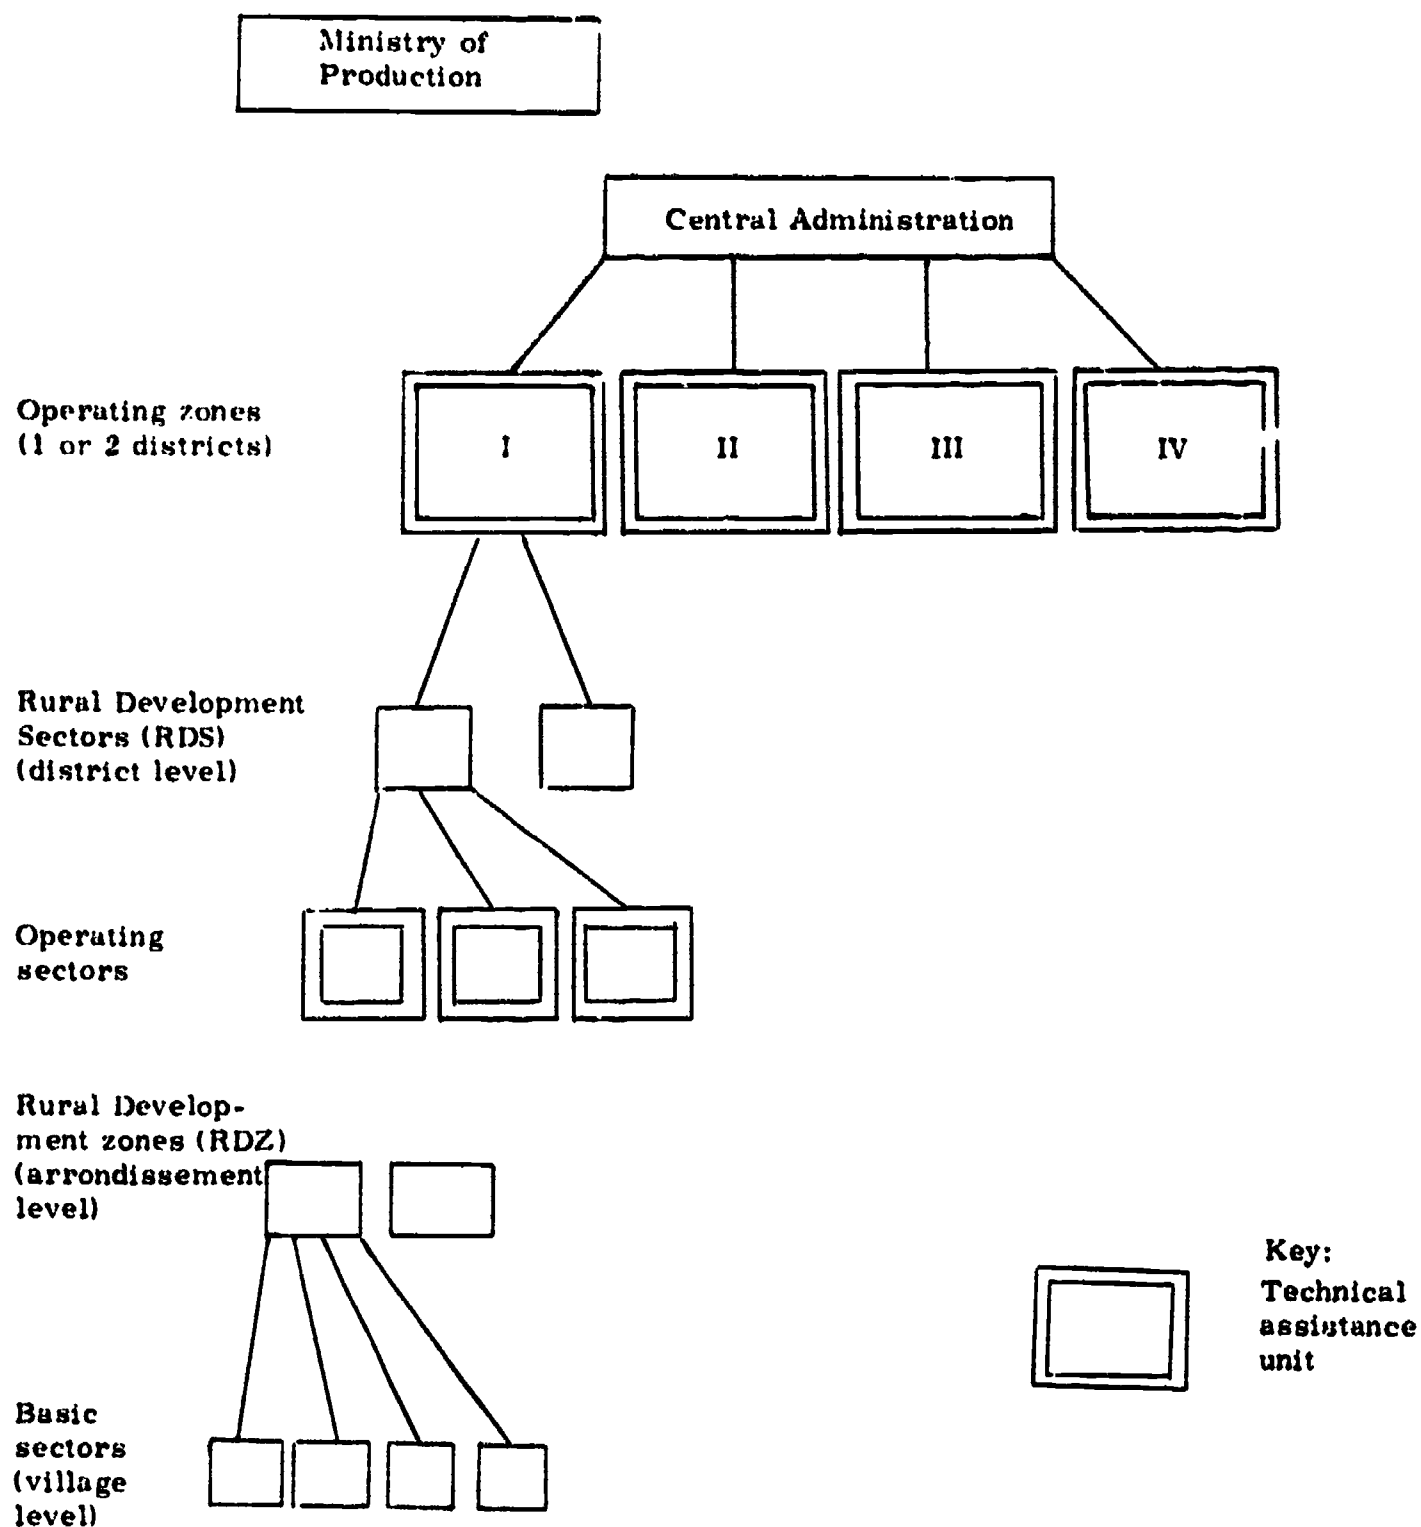 Ministry of
Production
Central Administration
Operating zones
(1 or 2 districts)
I
II
III
IV
Rural Development
Sectors (RDS)
(district level)
Operating
sectors
Rural Develop-
ment zones (RDZ)
(arrondissement
level)
Key:
Technical
assistance
unit
Basic
sectors
(village
level)